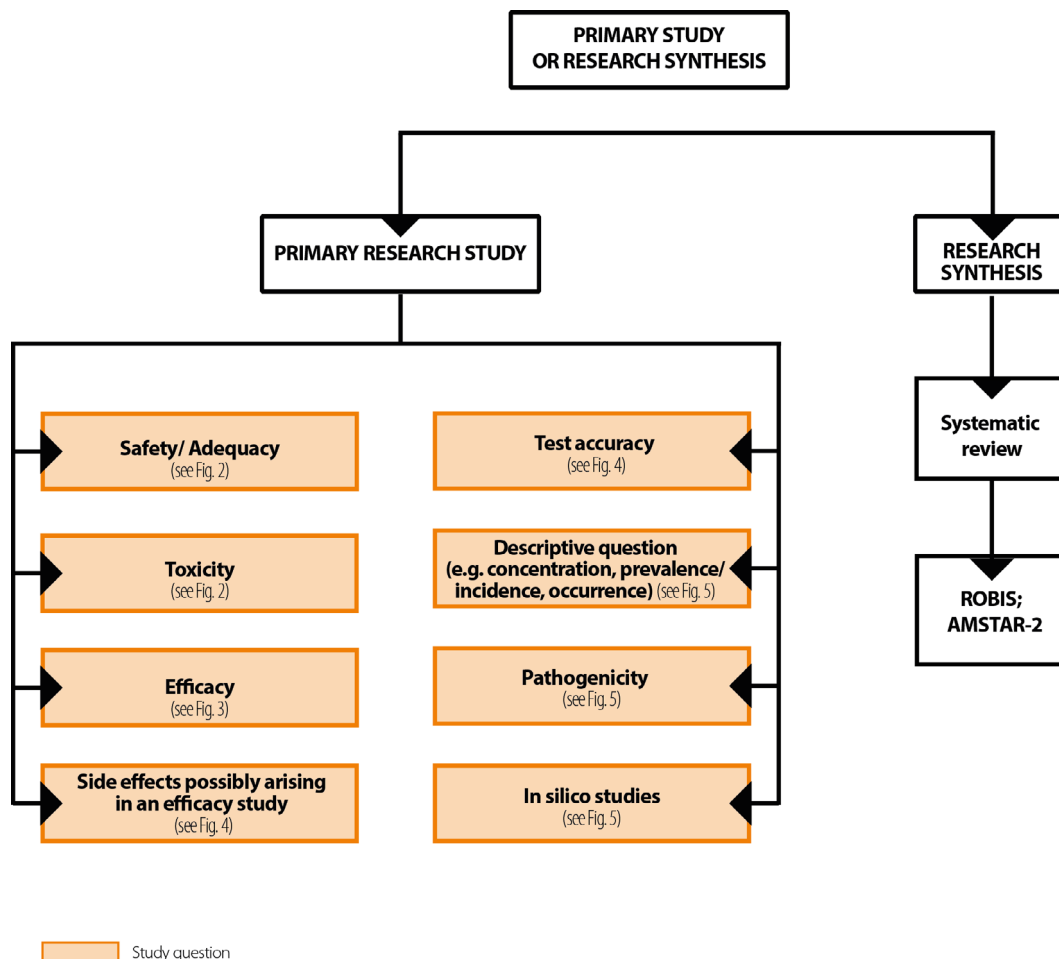 PRIMARY STUDY
OR RESEARCH SYNTHESIS
PRIMARY RESEARCH STUDY
RESEARCH
SYNTHESIS
Safety/ Adequacy
(see Fig. 2)
Toxicity
(see Fig. 2)
Efficacy
(see Fig. 3)
Side effects possibly arising
in an efficacy study
(see Fig. 4)
Test accuracy
(see Fig. 4)
Descriptive question
(e.g. concentration, prevalence/
incidence, occurrence) (see Fig. 5)
Pathogenicity
(see Fig. 5)
In silico studies
(see Fig. 5)
Systematic
review
ROBIS;
AMSTAR-2
Study question